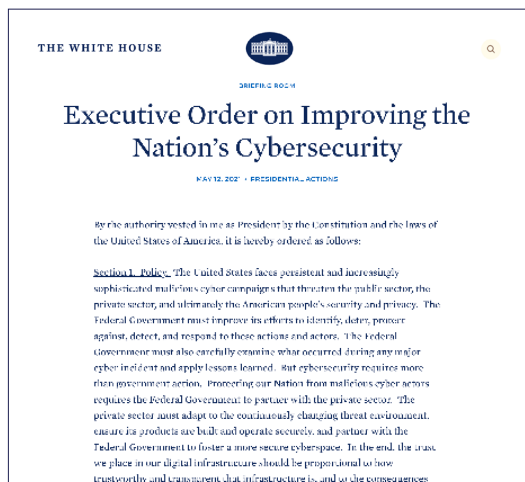 THE WHITE HOUSE
BRIEFING ROOM
Executive Order on Improving the
Nation's Cybersecurity
MAY 12, 2021 • PRESIDENTIAL ACTIONS
By the authority vested in me as President by the Constitution and the laws of
the United States of America, it is hereby ordered as follows:
Section 1. Policy. The United States faces persistent and increasingly
sophisticated malicious cyber campaigns that threaten the public sector, the
private sector, and ultimately the American people's security and privacy. The
Federal Government must improve its efforts to identify, deter, protect
against, detect, and respond to these actions and actors. The Federal
Government must also carefully examine what occurred during any major
cyber incident and apply lessons learned. But cybersecurity requires more
than government action. Protecting our Nation from malicious cyber actors
requires the Federal Government to partner with the private sector. The
private sector must adapt to the continuously changing threat environment,
ensure its products are built and operate securely, and partner with the
Federal Government to foster a more secure cyberspace. In the end, the trust
we place in our digital infrastructure should be proportional to how
trustworthy and transparent that infrastructure is, and to the consequences